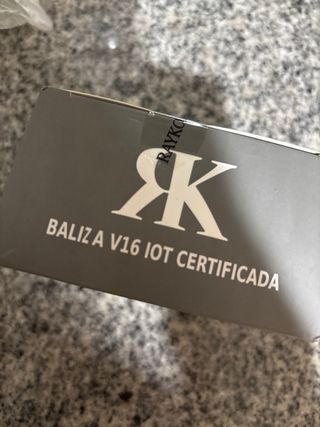 RAYKO
RK
BALIZA V16 IOT CERTIFICADA